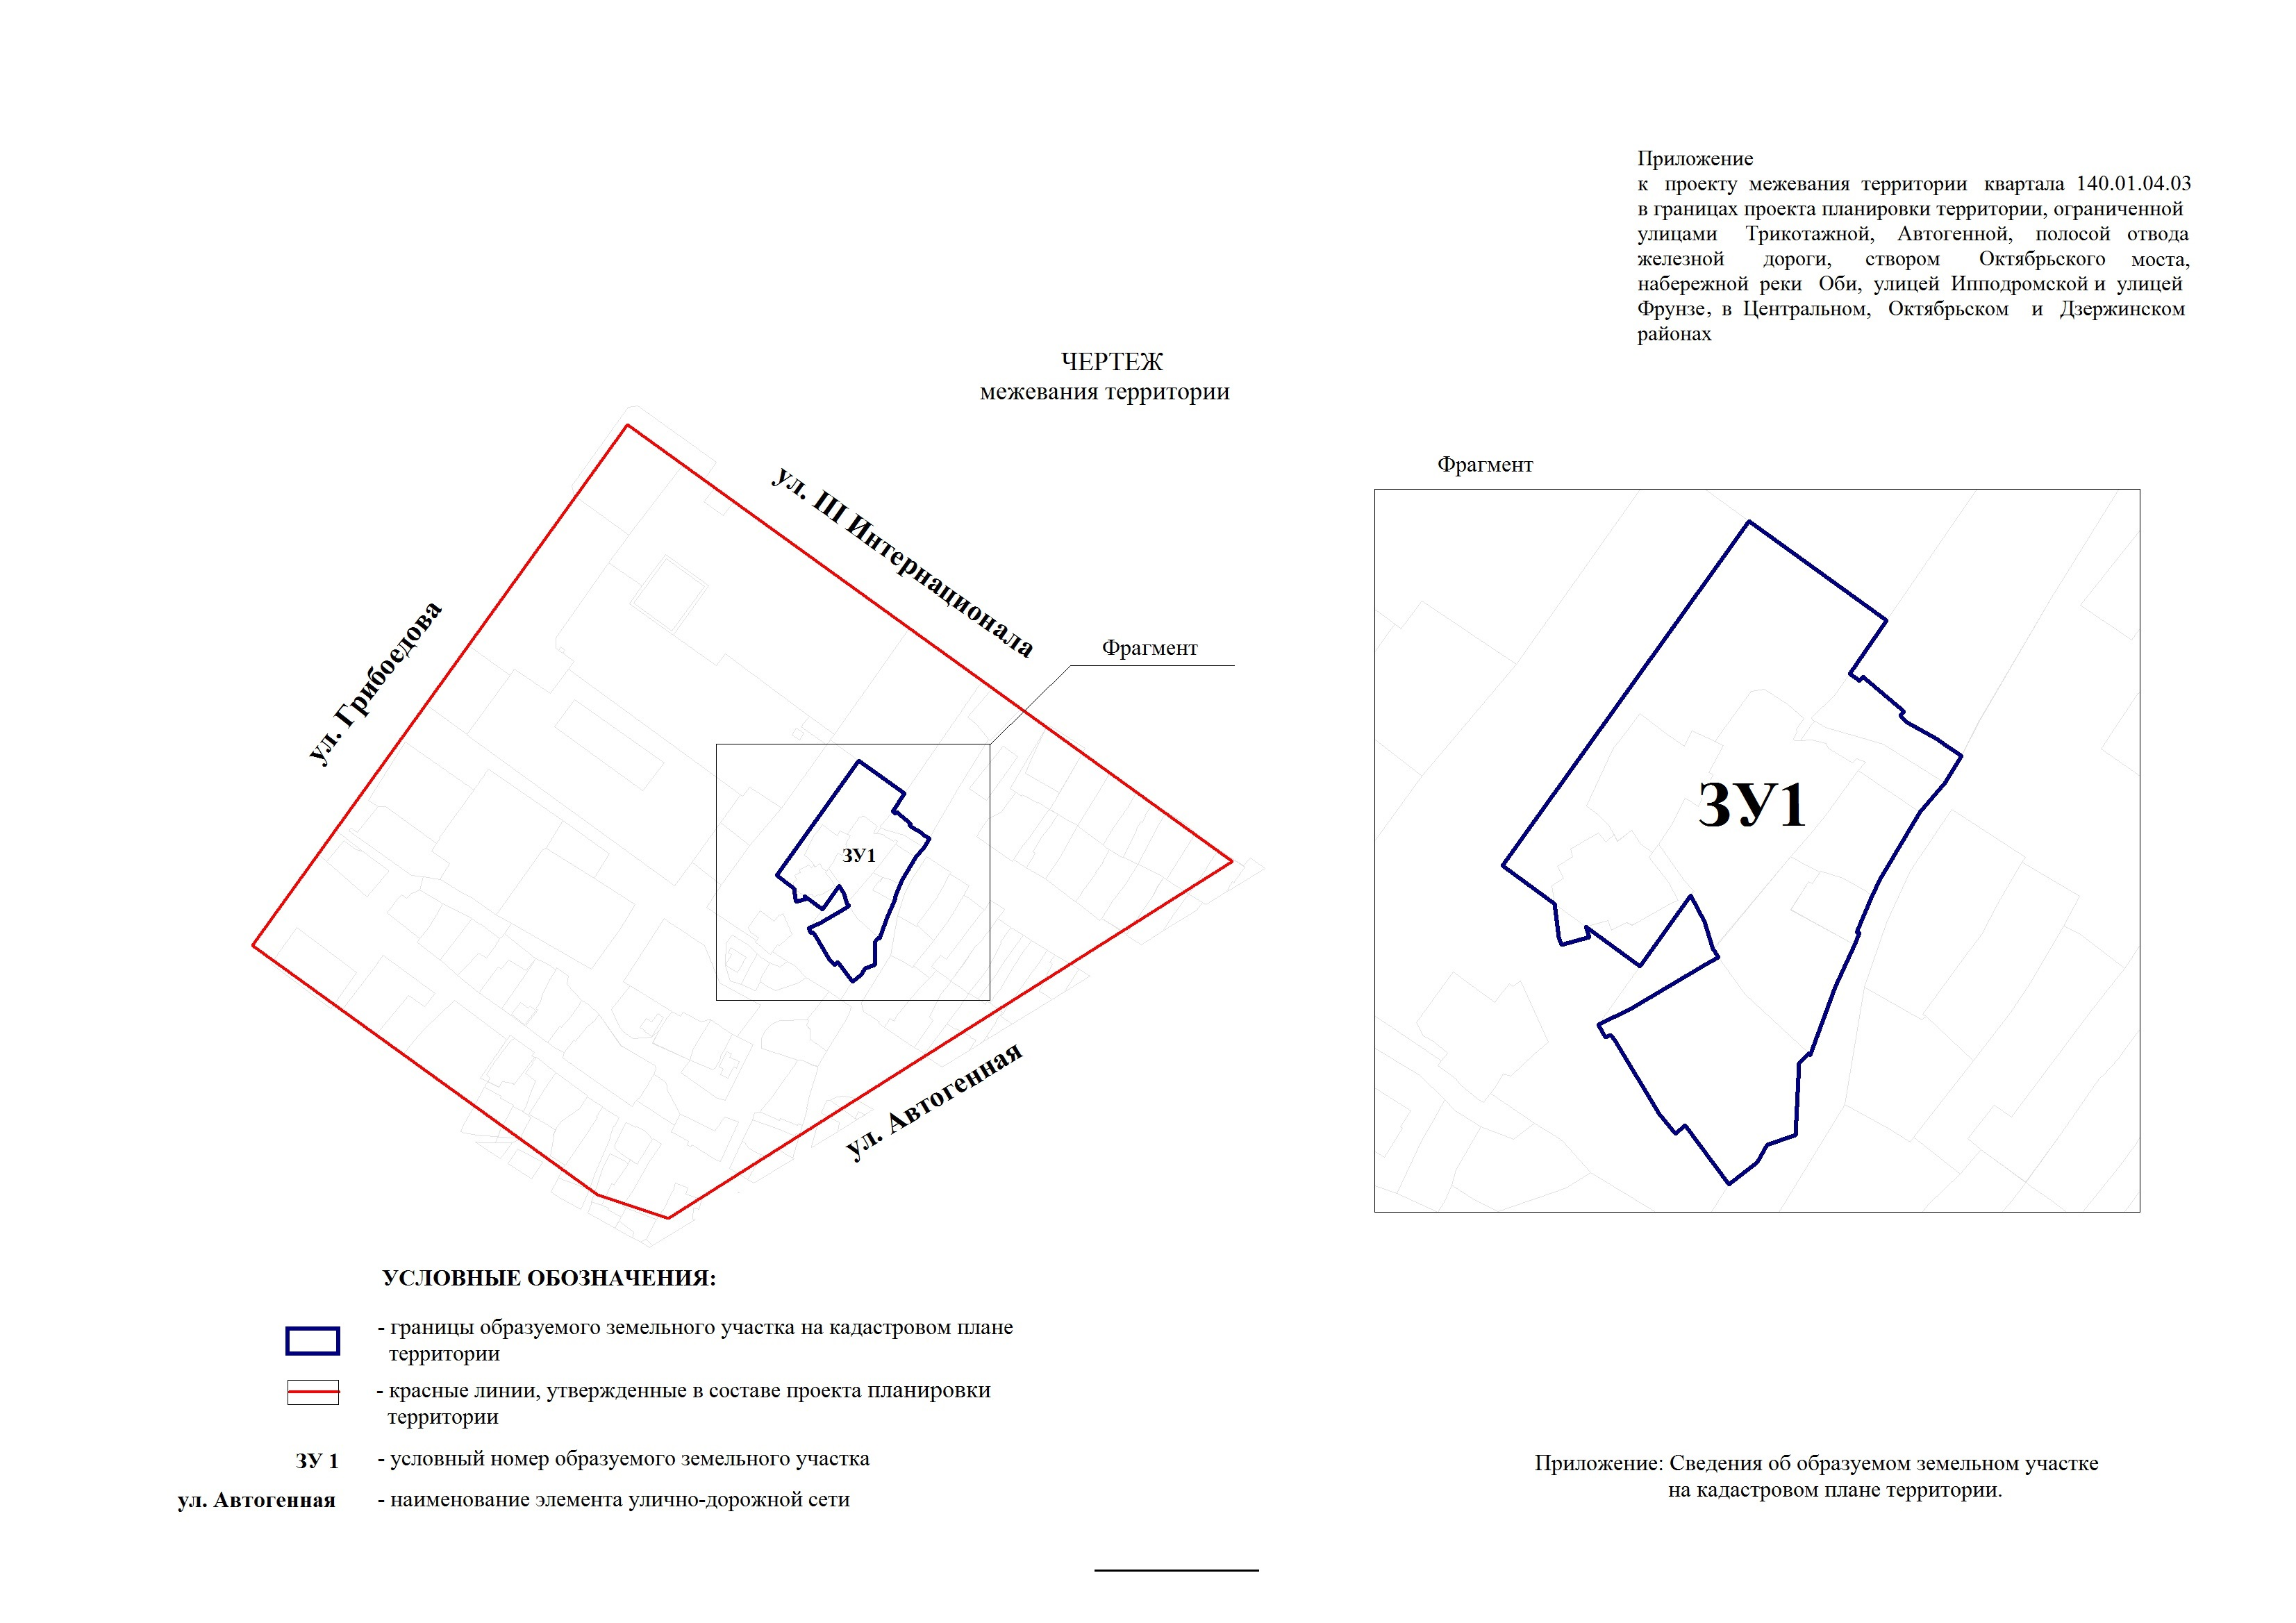 Приложение
к проекту межевания территории квартала 140.01.04.03
в границах проекта планировки территории, ограниченной
улицами Трикотажной, Автогенной, полосой отвода
железной дороги, створом Октябрьского моста,
набережной реки Оби, улицей Ипподромской и улицей
Фрунзе, в Центральном, Октябрьском и Дзержинском
районах
ЧЕРТЕЖ
межевания территории
Фрагмент
ул. III Интернационала
ул. Грибоедова
Фрагмент
ЗУ1
ЗУ1
ул. Автогенная
УСЛОВНЫЕ ОБОЗНАЧЕНИЯ:
- границы образуемого земельного участка на кадастровом плане
территории
- красные линии, утвержденные в составе проекта планировки
территории
ЗУ 1 - условный номер образуемого земельного участка
ул. Автогенная - наименование элемента улично-дорожной сети
Приложение: Сведения об образуемом земельном участке
на кадастровом плане территории.